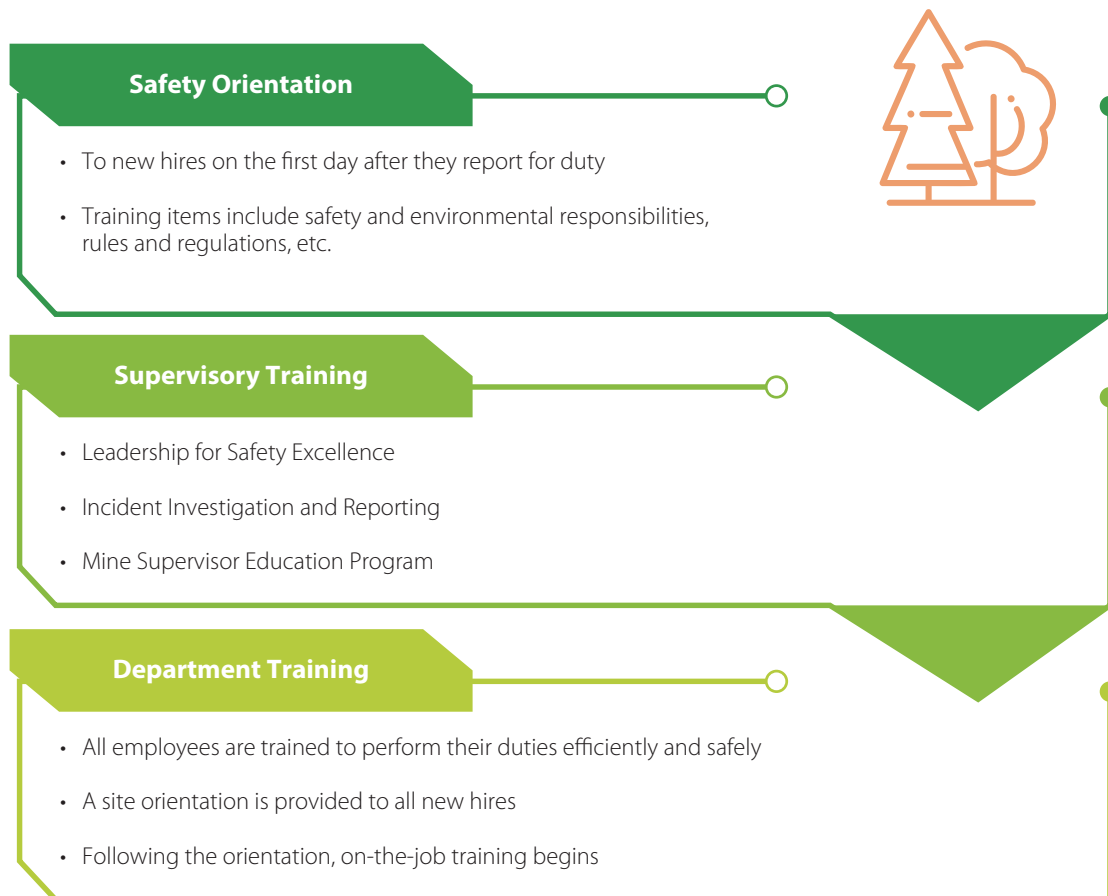 Safety Orientation
• To new hires on the first day after they report for duty
• Training items include safety and environmental responsibilities,
rules and regulations, etc.
Supervisory Training
• Leadership for Safety Excellence
• Incident Investigation and Reporting
• Mine Supervisor Education Program
Department Training
• All employees are trained to perform their duties efficiently and safely
• A site orientation is provided to all new hires
• Following the orientation, on-the-job training begins